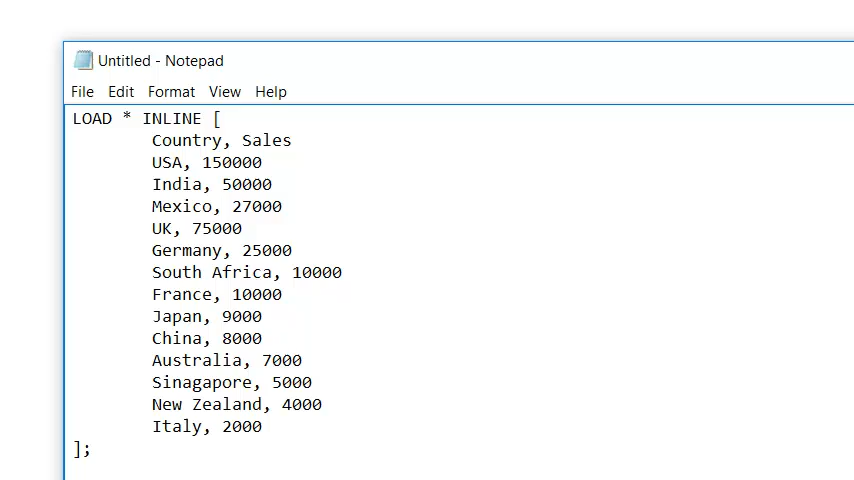 Untitled - Notepad
File Edit Format View Help
LOAD * INLINE [
Country, Sales
USA, 150000
India, 50000
Mexico, 27000
UK, 75000
Germany, 25000
South Africa, 10000
France, 10000
Japan, 9000
China, 8000
Australia, 7000
Sinagapore, 5000
New Zealand, 4000
Italy, 2000
];